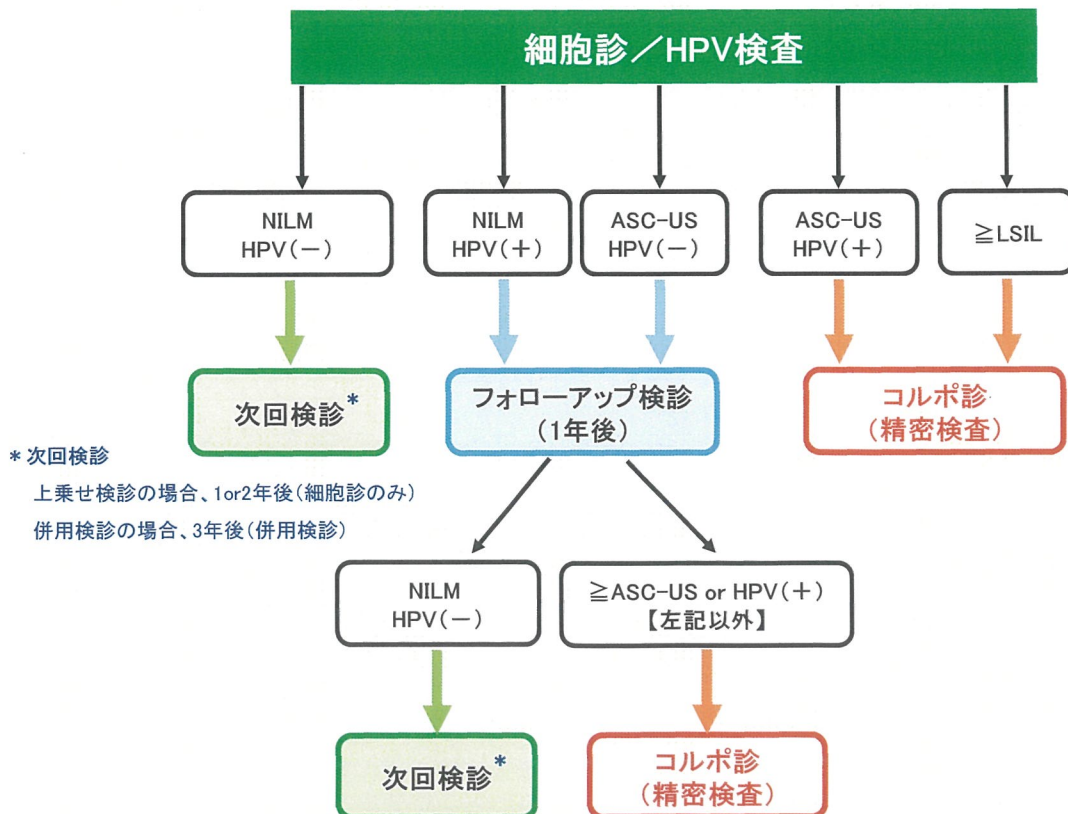 細胞診／HPV検査
NILM
HPV(－)
NILM
HPV(＋)
ASC-US
HPV(－)
ASC-US
HPV(＋)
≧LSIL
次回検診*
フォローアップ検診
(1年後)
コルポ診
(精密検査)
*次回検診
上乗せ検診の場合、1or2年後(細胞診のみ)
併用検診の場合、3年後(併用検診)
NILM
HPV(－)
≧ASC-US or HPV(＋)
【左記以外】
次回検診*
コルポ診
(精密検査)